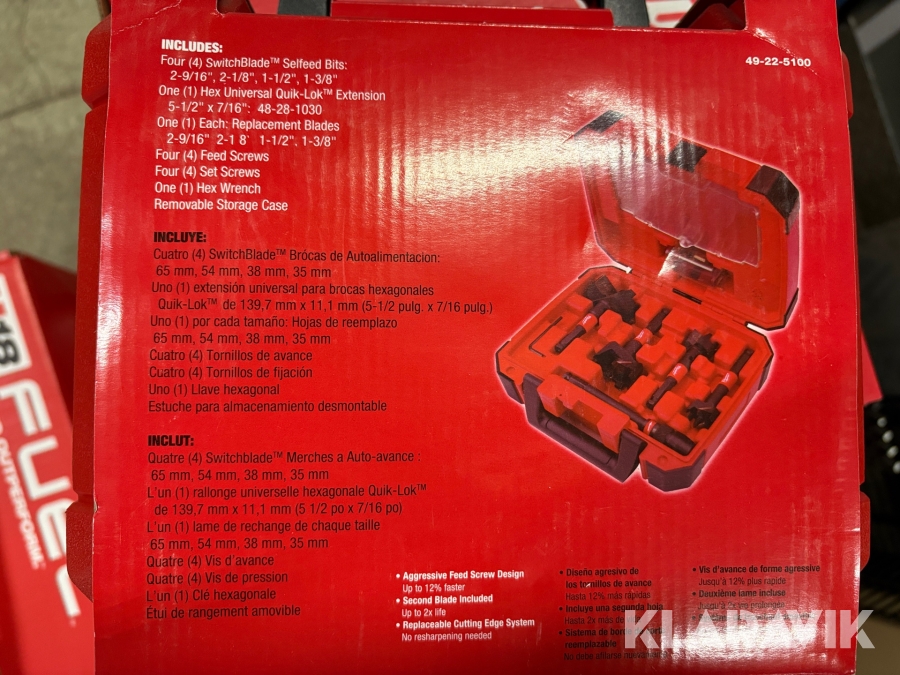 INCLUDES:
Four (4) SwitchBlade™ Selfeed Bits:
2-9/16", 2-1/8", 1-1/2", 1-3/8"
One (1) Hex Universal Quik-Lok™ Extension
5-1/2" x 7/16": 48-28-1030
One (1) Each: Replacement Blades
2-9/16" 2-1 8" 1-1/2", 1-3/8"
Four (4) Feed Screws
Four (4) Set Screws
One (1) Hex Wrench
Removable Storage Case
49-22-5100
INCLUYE:
Cuatro (4) SwitchBlade™ Brócas de Autoalimentacion:
65 mm, 54 mm, 38 mm, 35 mm
Uno (1) extensión universal para brocas hexagonales
Quik-Lok™ de 139,7 mm x 11,1 mm (5-1/2 pulg. x 7/16 pulg.)
Uno (1) por cada tamaño: Hojas de reemplazo
65 mm, 54 mm, 38 mm, 35 mm
Cuatro (4) Tornillos de avance
Cuatro (4) Tornillos de fijación
Uno (1) Llave hexagonal
Estuche para almacenamiento desmontable
INCLUT:
Quatre (4) Switchblade™ Merches a Auto-avance :
65 mm, 54 mm, 38 mm, 35 mm
L'un (1) rallonge universelle hexagonale Quik-Lok™
de 139,7 mm x 11,1 mm (5 1/2 po x 7/16 po)
L'un (1) lame de rechange de chaque taille
65 mm, 54 mm, 38 mm, 35 mm
Quatre (4) Vis d'avance
Quatre (4) Vis de pression
L'un (1) Clé hexagonale
Étui de rangement amovible
• Aggressive Feed Screw Design
Up to 12% faster
• Second Blade Included
Up to 2x life
• Replaceable Cutting Edge System
No resharpening needed
• Diseño agresivo de
los tornillos de avance
Hasta 12% más rápidas
• Incluye una segunda hoja
Hasta 2x más de
• Sistema de borde
reemplazable
No debe afilarse
• Vis d'avance de forme agressive
Jusqu'à 12% plus rapide
• Deuxième lame incluse
Jusqu'à 2x prolongée
18
FUEL
OUTPERFORM.
KLARAVIK